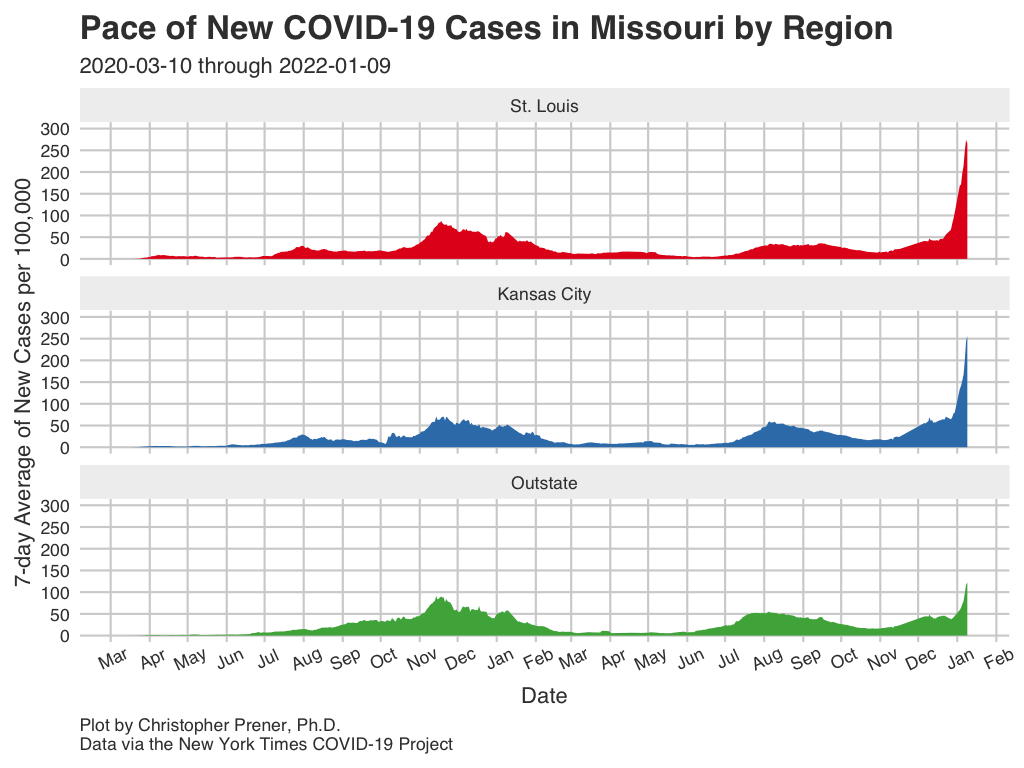 Pace of New COVID-19 Cases in Missouri by Region
2020-03-10 through 2022-01-09
St. Louis
300
250
200
150
100
50
0
Kansas City
300
250
200
150
100
50
0
Outstate
300
250
200
150
100
50
0
7-day Average of New Cases per 100,000
Mar Apr May Jun Jul Aug Sep Oct Nov Dec Jan Feb Mar Apr May Jun Jul Aug Sep Oct Nov Dec Jan Feb
Date
Plot by Christopher Prener, Ph.D.
Data via the New York Times COVID-19 Project